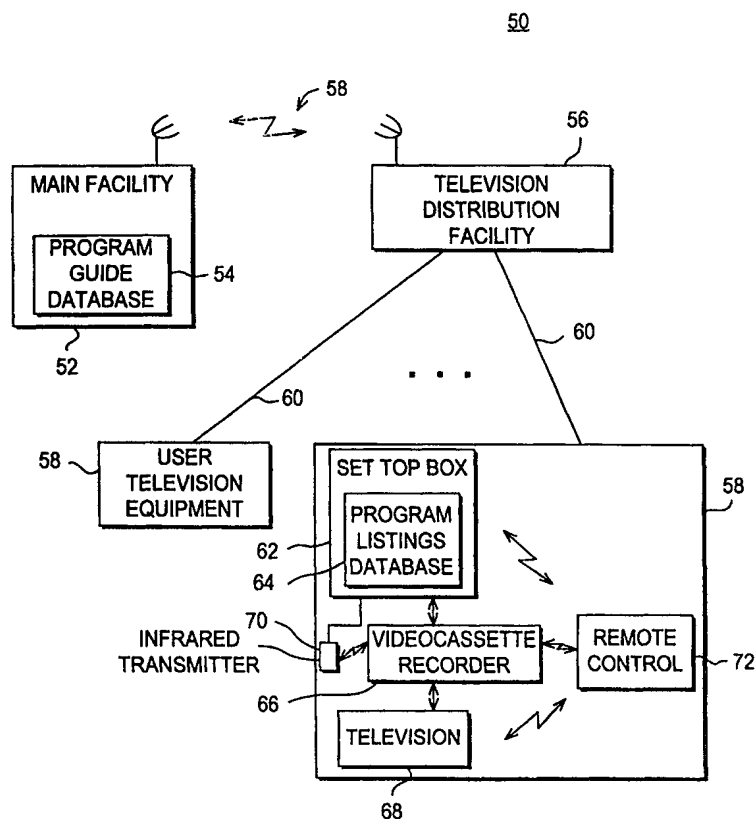 50
58
56
MAIN FACILITY
TELEVISION
DISTRIBUTION
FACILITY
PROGRAM
GUIDE
DATABASE
54
52
60
60
. . .
58
USER
TELEVISION
EQUIPMENT
SET TOP BOX
58
PROGRAM
LISTINGS
DATABASE
62
64
70
INFRARED
TRANSMITTER
VIDEOCASSETTE
RECORDER
REMOTE
CONTROL
72
66
TELEVISION
68